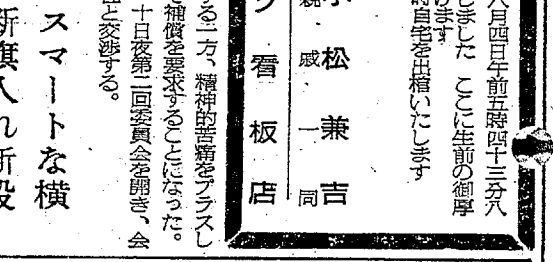 八月四日午前五時四十三分八
しました ここに生前の御厚
けます
自宅を出棺いたします
小松兼吉
親戚一同
看板店
する一方、精神的苦痛をプラスし
補償を要求することになった。
十日夜第二回委員会を開き、会
と交渉する。
スマートな横
新旗入れ新設